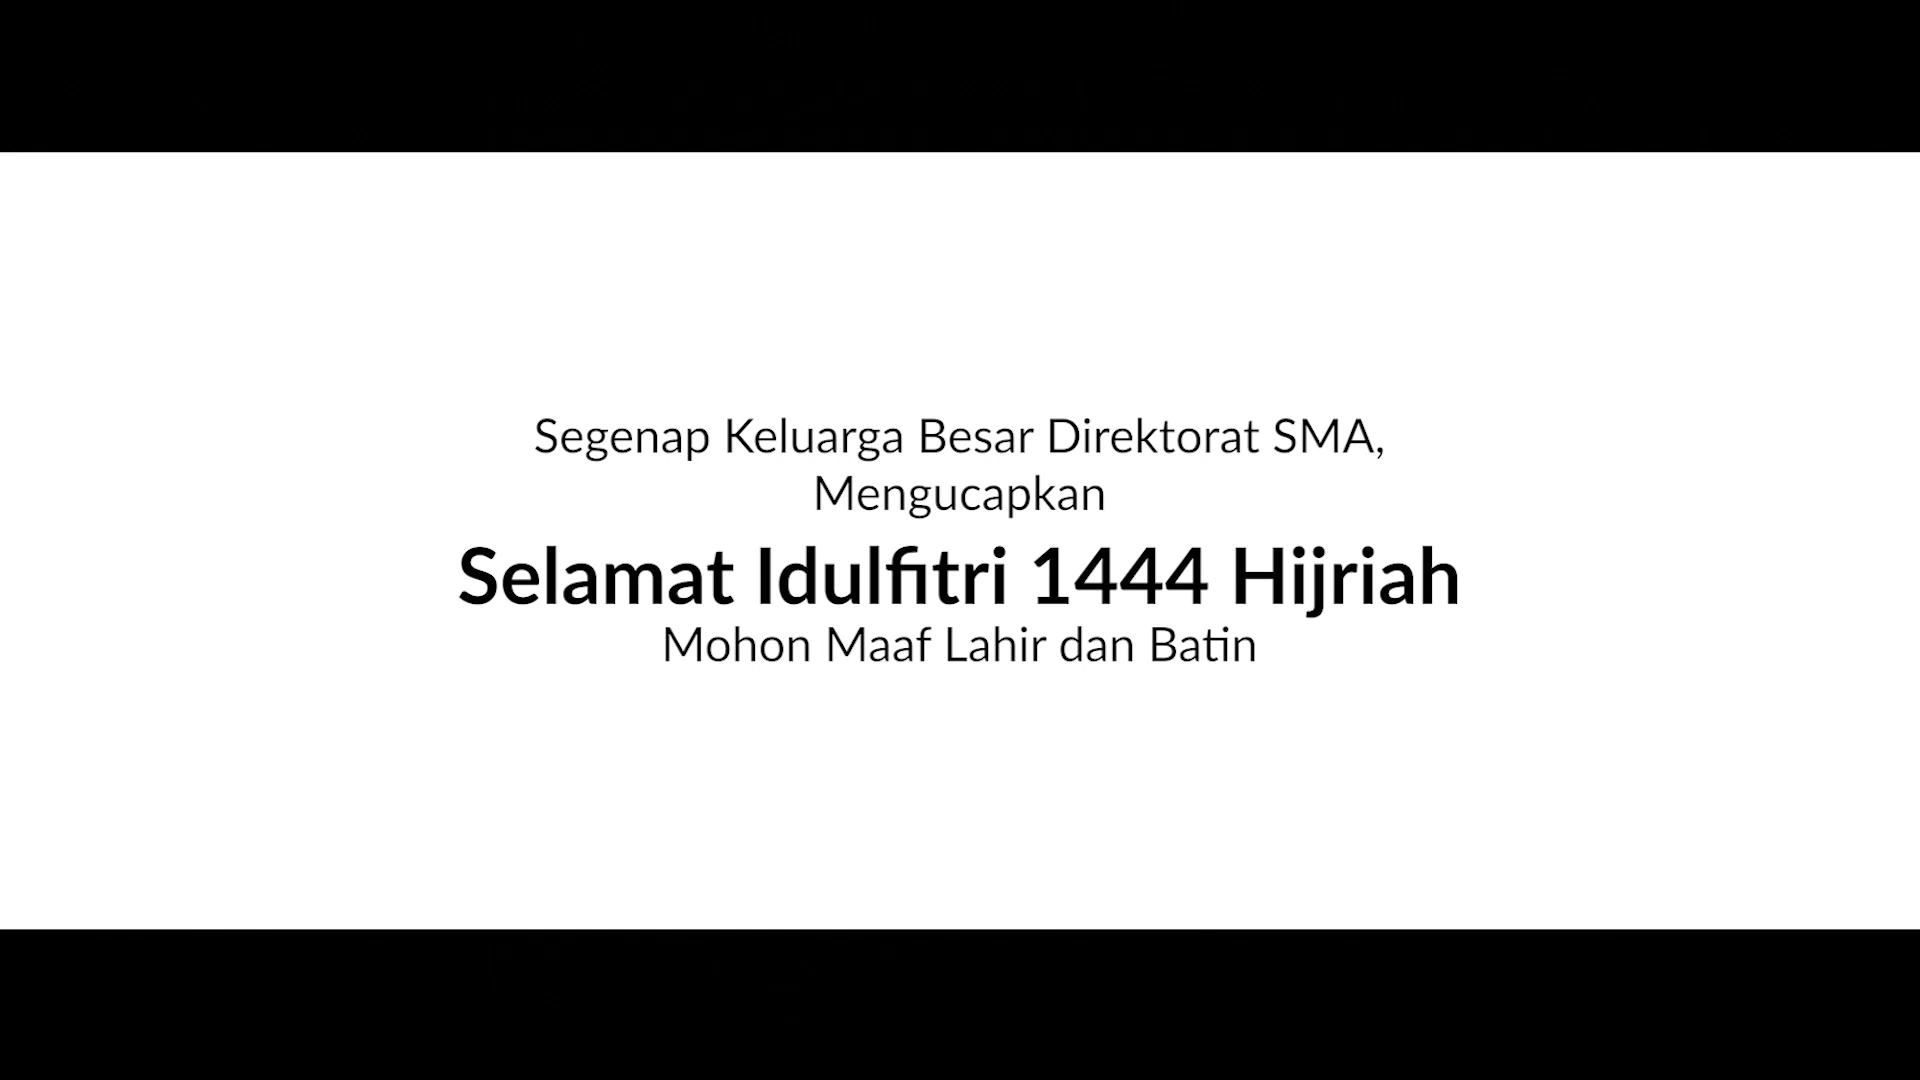 Segenap Keluarga Besar Direktorat SMA,
Mengucapkan
Selamat Idulfitri 1444 Hijriah
Mohon Maaf Lahir dan Batin